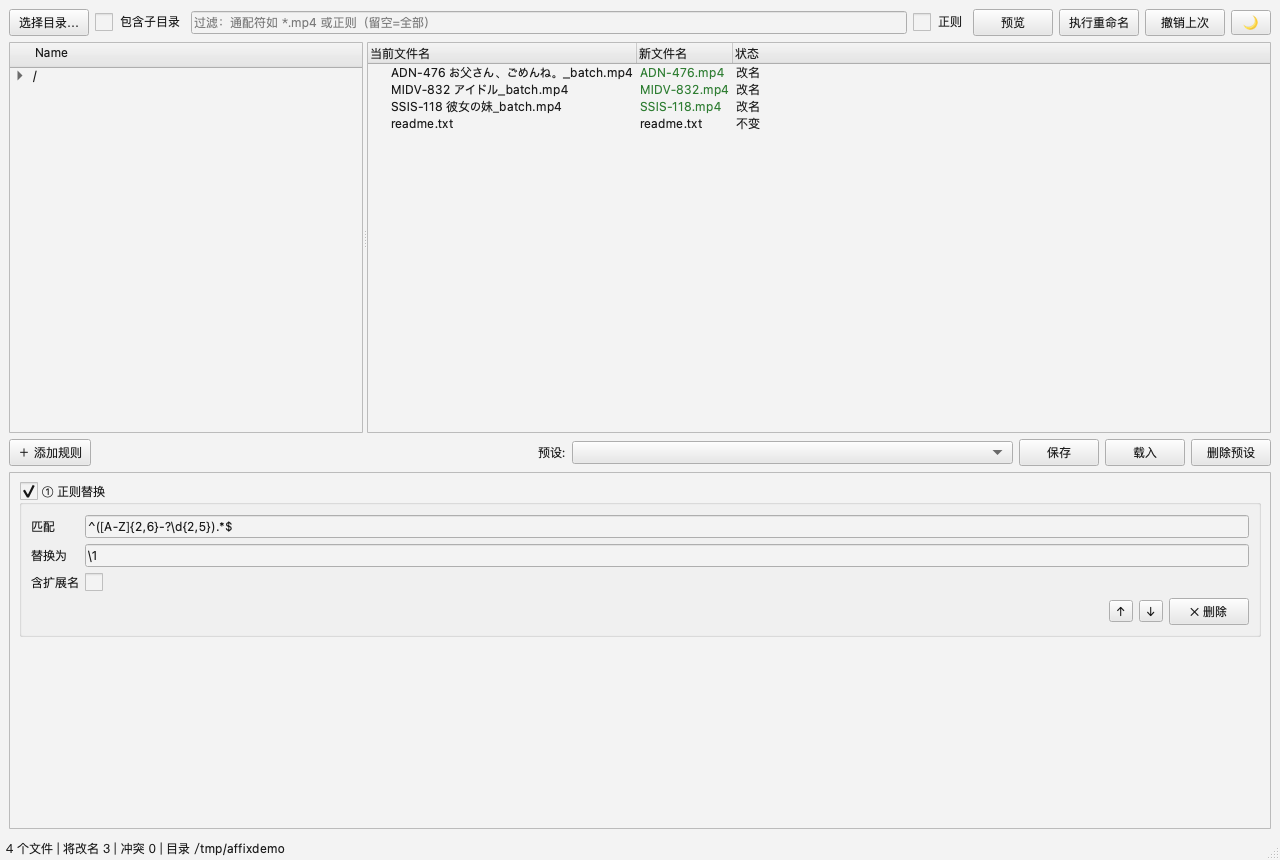 选择目录... 包含子目录 过滤：通配符如 *.mp4 或正则（留空=全部） 正则 预览 执行重命名 撤销上次 🌙
Name
/
当前文件名 新文件名 状态
ADN-476 お父さん、ごめんね。_batch.mp4 ADN-476.mp4 改名
MIDV-832 アイドル_batch.mp4 MIDV-832.mp4 改名
SSIS-118 彼女の妹_batch.mp4 SSIS-118.mp4 改名
readme.txt readme.txt 不变
＋ 添加规则 预设: 保存 载入 删除预设
① 正则替换
匹配 ^([A-Z]{2,6}-?\d{2,5}).*$
替换为 \1
含扩展名
↑ ↓ ✕ 删除
4 个文件 | 将改名 3 | 冲突 0 | 目录 /tmp/affixdemo